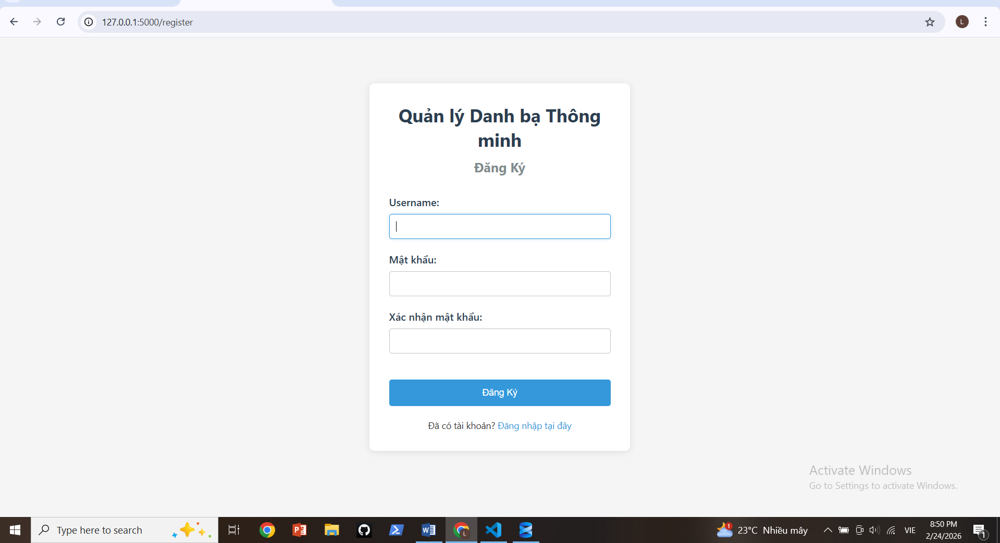 127.0.0.1:5000/register
L
Quản lý Danh bạ Thông
minh
Đăng Ký
Username:
Mật khẩu:
Xác nhận mật khẩu:
Đăng Ký
Đã có tài khoản? Đăng nhập tại đây
Activate Windows
Go to Settings to activate Windows.
Type here to search
L
1
23°C Nhiều mây
VIE
8:50 PM
2/24/2026
1